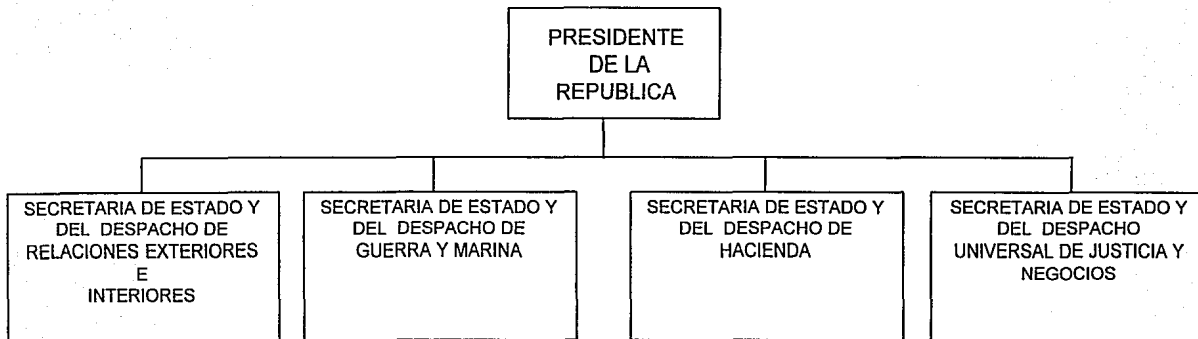 PRESIDENTE
DE LA
REPUBLICA
SECRETARIA DE ESTADO Y
DEL DESPACHO DE
RELACIONES EXTERIORES
E
INTERIORES
SECRETARIA DE ESTADO Y
DEL DESPACHO DE
GUERRA Y MARINA
SECRETARIA DE ESTADO Y
DEL DESPACHO DE
HACIENDA
SECRETARIA DE ESTADO Y
DEL DESPACHO
UNIVERSAL DE JUSTICIA Y
NEGOCIOS